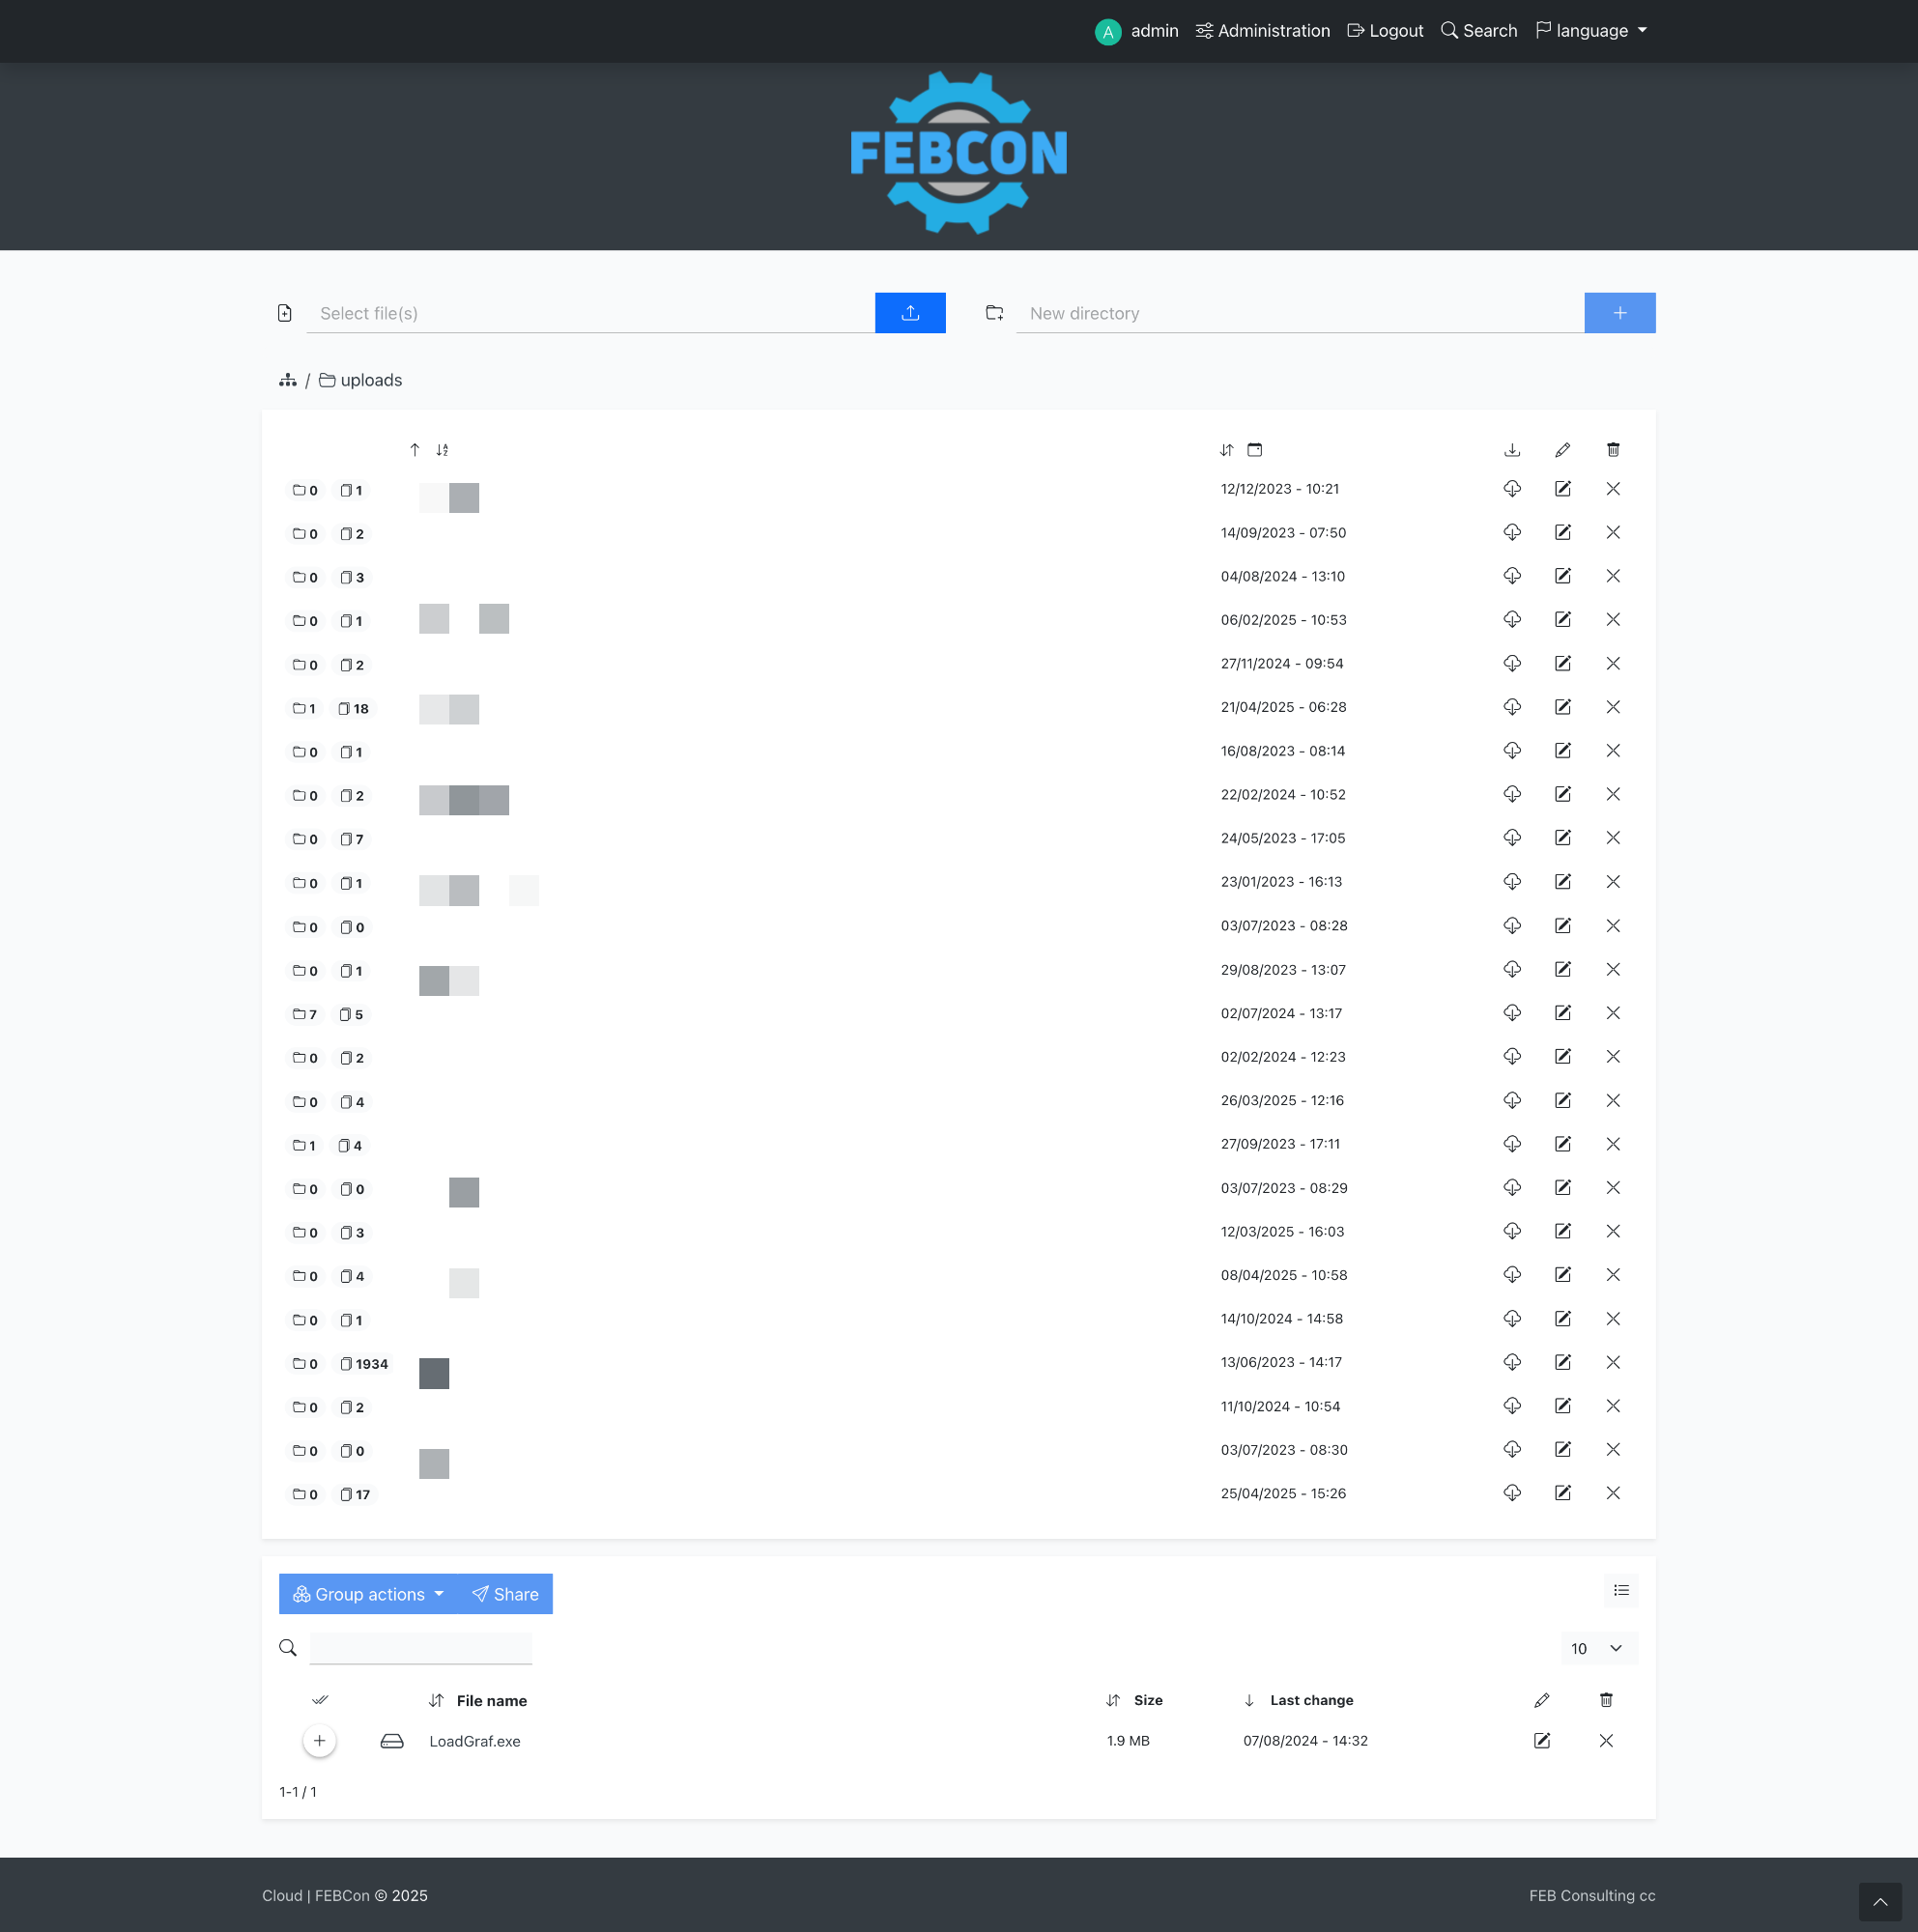 A admin Administration Logout Search language
FEBCON
Select file(s) New directory
/ uploads
0 1 12/12/2023 - 10:21
0 2 14/09/2023 - 07:50
0 3 04/08/2024 - 13:10
0 1 06/02/2025 - 10:53
0 2 27/11/2024 - 09:54
1 18 21/04/2025 - 06:28
0 1 16/08/2023 - 08:14
0 2 22/02/2024 - 10:52
0 7 24/05/2023 - 17:05
0 1 23/01/2023 - 16:13
0 0 03/07/2023 - 08:28
0 1 29/08/2023 - 13:07
7 5 02/07/2024 - 13:17
0 2 02/02/2024 - 12:23
0 4 26/03/2025 - 12:16
1 4 27/09/2023 - 17:11
0 0 03/07/2023 - 08:29
0 3 12/03/2025 - 16:03
0 4 08/04/2025 - 10:58
0 1 14/10/2024 - 14:58
0 1934 13/06/2023 - 14:17
0 2 11/10/2024 - 10:54
0 0 03/07/2023 - 08:30
0 17 25/04/2025 - 15:26
Group actions Share
10
File name Size Last change
LoadGraf.exe 1.9 MB 07/08/2024 - 14:32
1-1 / 1
Cloud | FEBCon © 2025 FEB Consulting cc